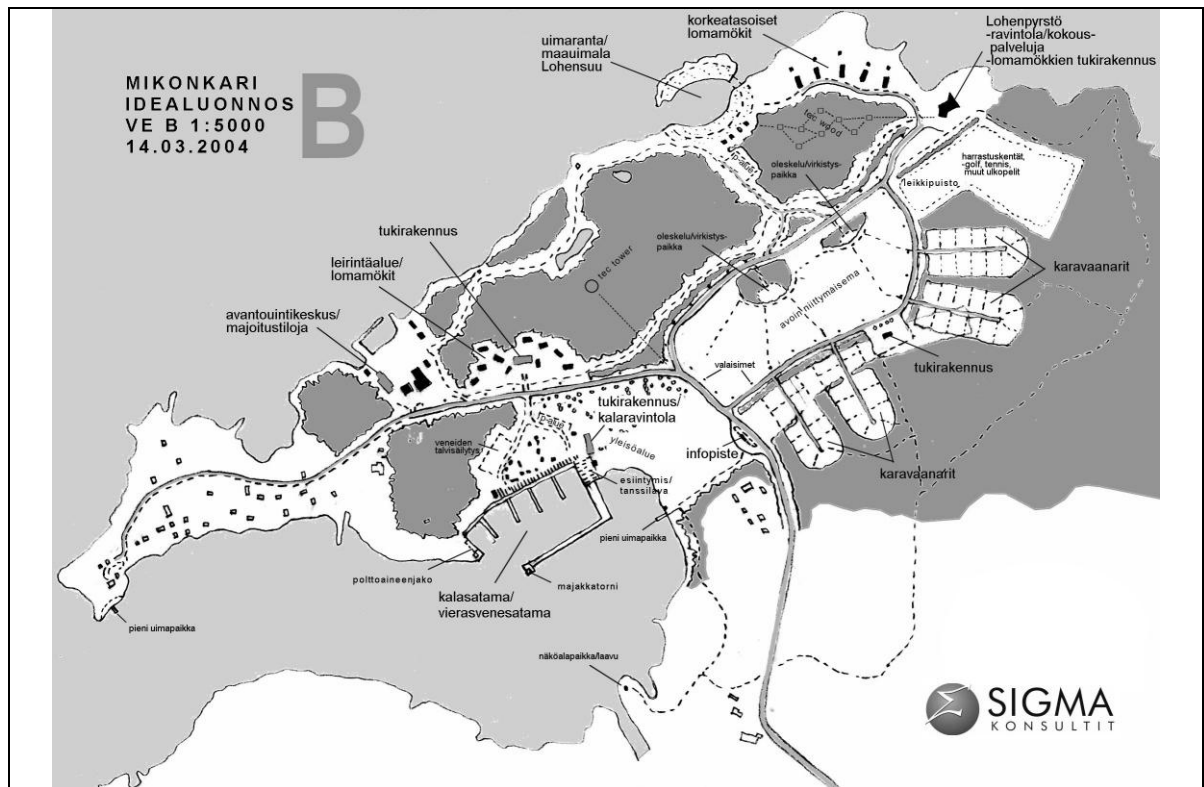 MIKONKARI
IDEALUONNOS
VE B 1:5000
14.03.2004
B
uimaranta/
maauimala
Lohensuu
korkeatasoiset
lomamökit
Lohenpyrstö
-ravintola/kokous-
palveluja
-lomamökkien tukirakennus
tec wood
p-alue
oleskelu/virkistys-
paikka
harrastuskentät,
-golf, tennis,
muut ulkopelit
leikkipuisto
tukirakennus
leirintäalue/
lomamökit
tec tower
oleskelu/virkistys-
paikka
avoin niittymaisema
karavaanarit
avantouintikeskus/
majoitustiloja
valaisimet
tukirakennus
tukirakennus/
kalaravintola
p-alue
veneiden
talvisäilytys
yleisöalue
infopiste
karavaanarit
esiintymis/
tanssilava
pieni uimapaikka
polttoaineenjako
majakkatorni
kalasatama/
vierasvenesatama
pieni uimapaikka
näköalapaikka/laavu
SIGMA
KONSULTIT